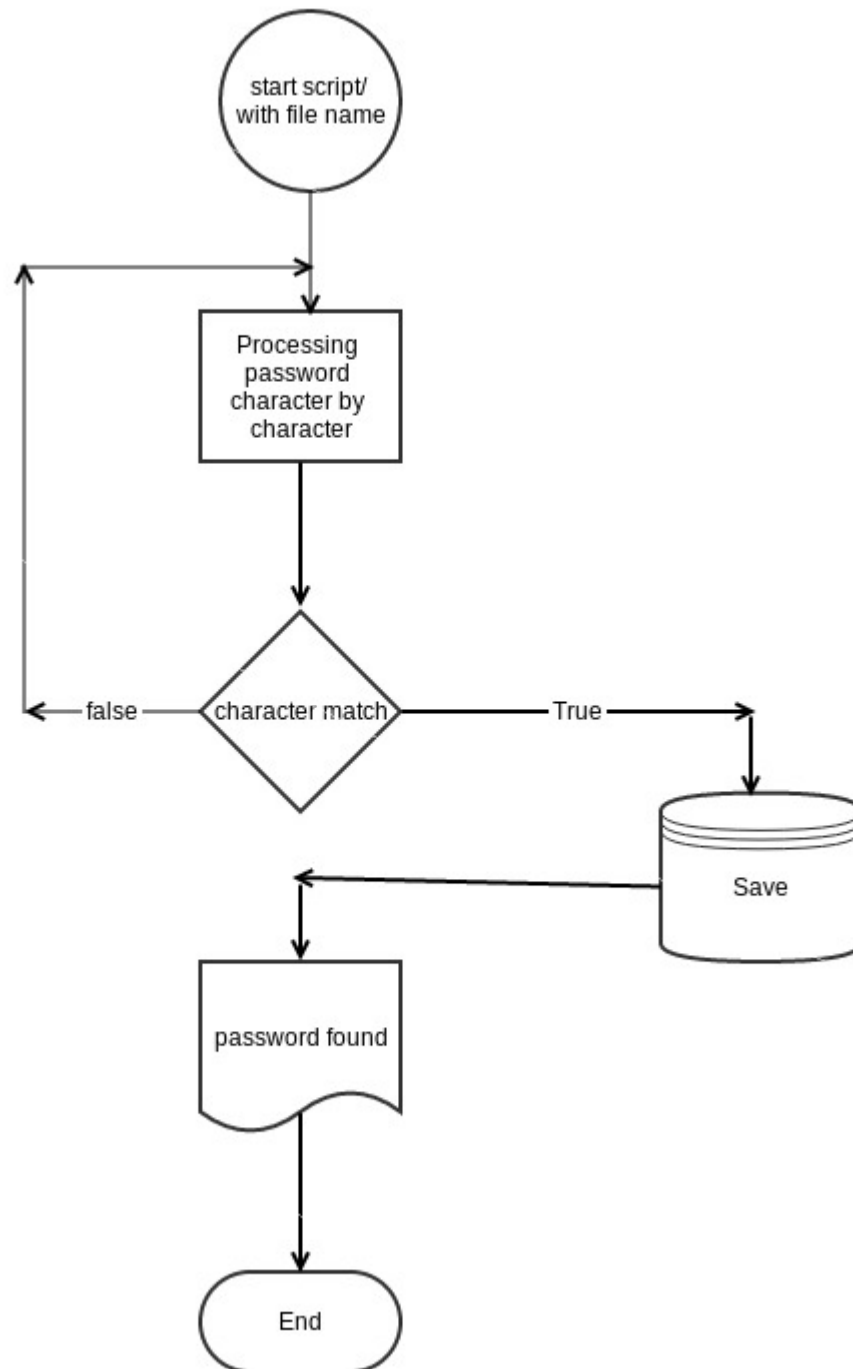 start script/
with file name
Processing
password
character by
character
false
character match
True
Save
password found
End